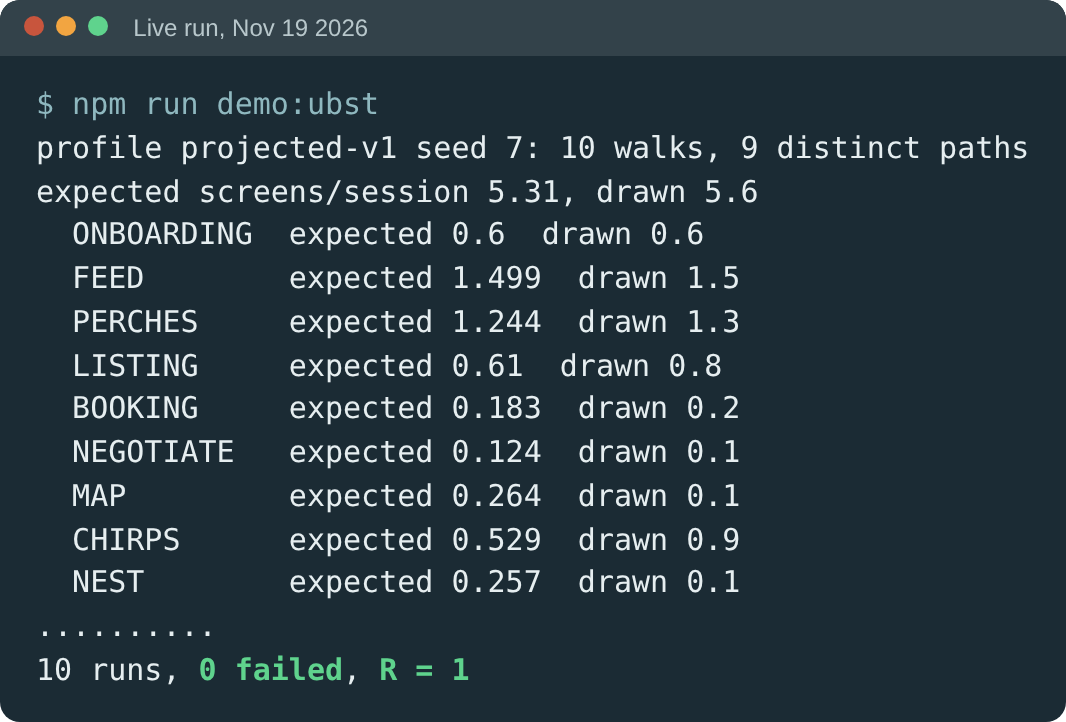 Live run, Nov 19 2026
$ npm run demo:ubst
profile projected-v1 seed 7: 10 walks, 9 distinct paths
expected screens/session 5.31, drawn 5.6
ONBOARDING  expected 0.6  drawn 0.6
FEED        expected 1.499  drawn 1.5
PERCHES     expected 1.244  drawn 1.3
LISTING     expected 0.61  drawn 0.8
BOOKING     expected 0.183  drawn 0.2
NEGOTIATE   expected 0.124  drawn 0.1
MAP         expected 0.264  drawn 0.1
CHIRPS      expected 0.529  drawn 0.9
NEST        expected 0.257  drawn 0.1
..........
10 runs, 0 failed, R = 1